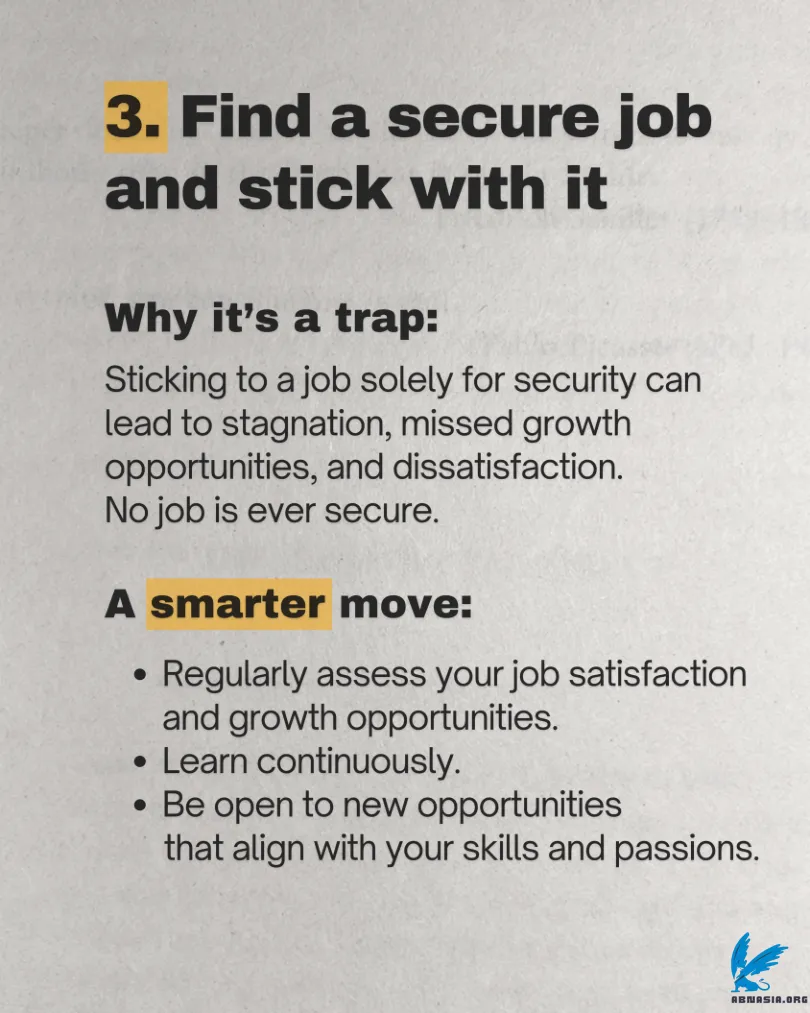 3. Find a secure job
and stick with it
Why it's a trap:
Sticking to a job solely for security can
lead to stagnation, missed growth
opportunities, and dissatisfaction.
No job is ever secure.
A smarter move:
• Regularly assess your job satisfaction
and growth opportunities.
• Learn continuously.
• Be open to new opportunities
that align with your skills and passions.
ABNASIA.ORG